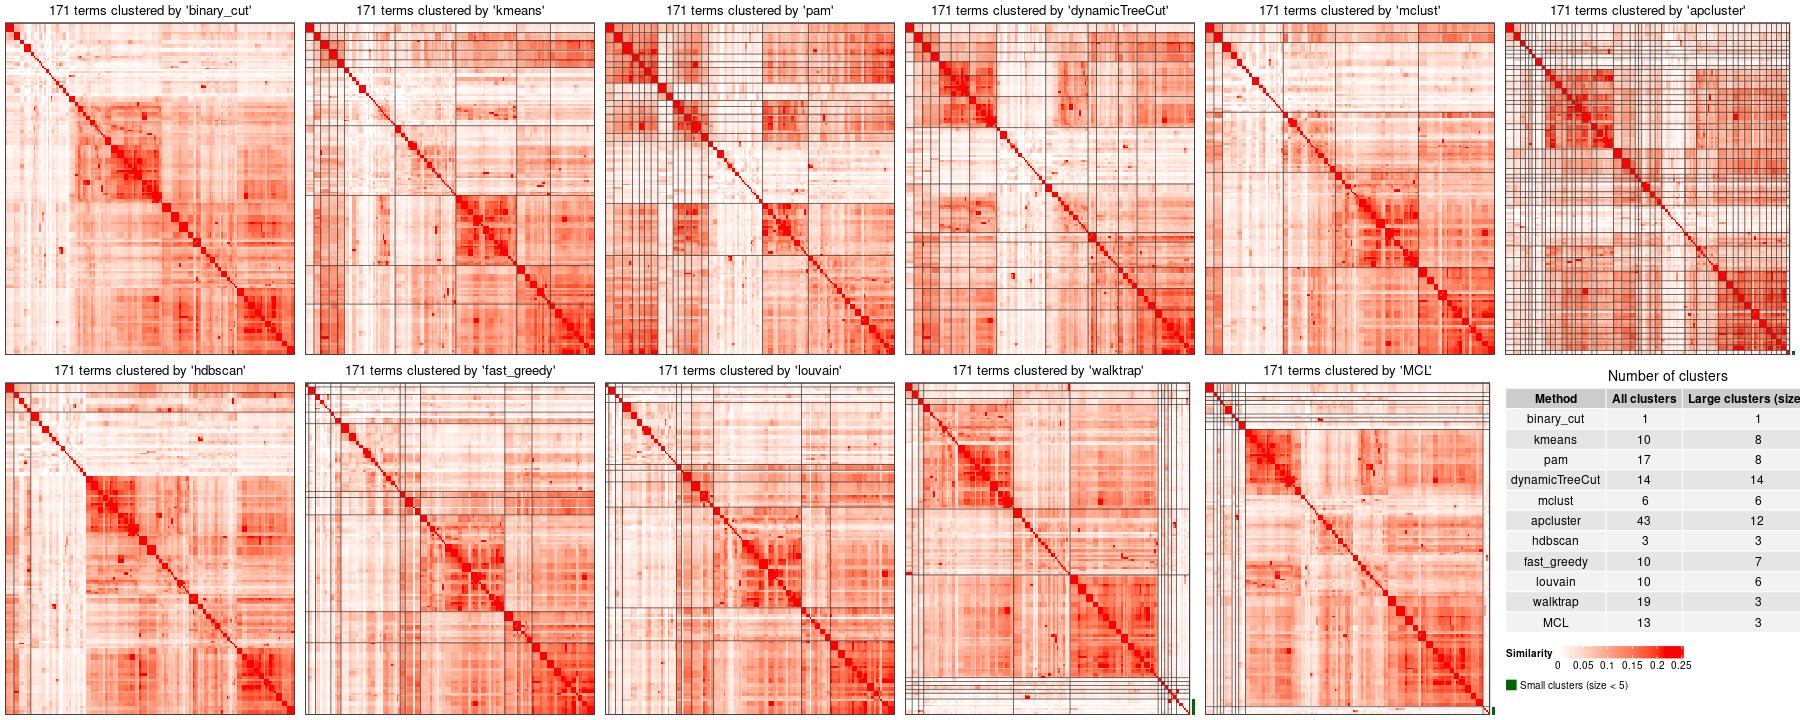 171 terms clustered by 'binary_cut'
171 terms clustered by 'kmeans'
171 terms clustered by 'pam'
171 terms clustered by 'dynamicTreeCut'
171 terms clustered by 'mclust'
171 terms clustered by 'apcluster'
171 terms clustered by 'hdbscan'
171 terms clustered by 'fast_greedy'
171 terms clustered by 'louvain'
171 terms clustered by 'walktrap'
171 terms clustered by 'MCL'
Number of clusters
Method All clusters Large clusters (size
binary_cut 1 1
kmeans 10 8
pam 17 8
dynamicTreeCut 14 14
mclust 6 6
apcluster 43 12
hdbscan 3 3
fast_greedy 10 7
louvain 10 6
walktrap 19 3
MCL 13 3
Similarity
0 0.05 0.1 0.15 0.2 0.25
Small clusters (size < 5)